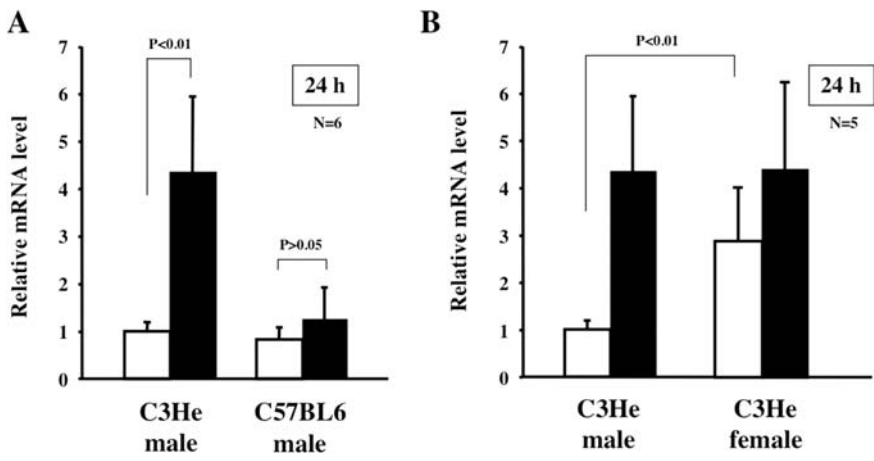 A
P<0.01
24 h
N=6
P>0.05
Relative mRNA level
7
6
5
4
3
2
1
0
C3He
male
C57BL6
male
B
P<0.01
24 h
N=5
Relative mRNA level
7
6
5
4
3
2
1
0
C3He
male
C3He
female